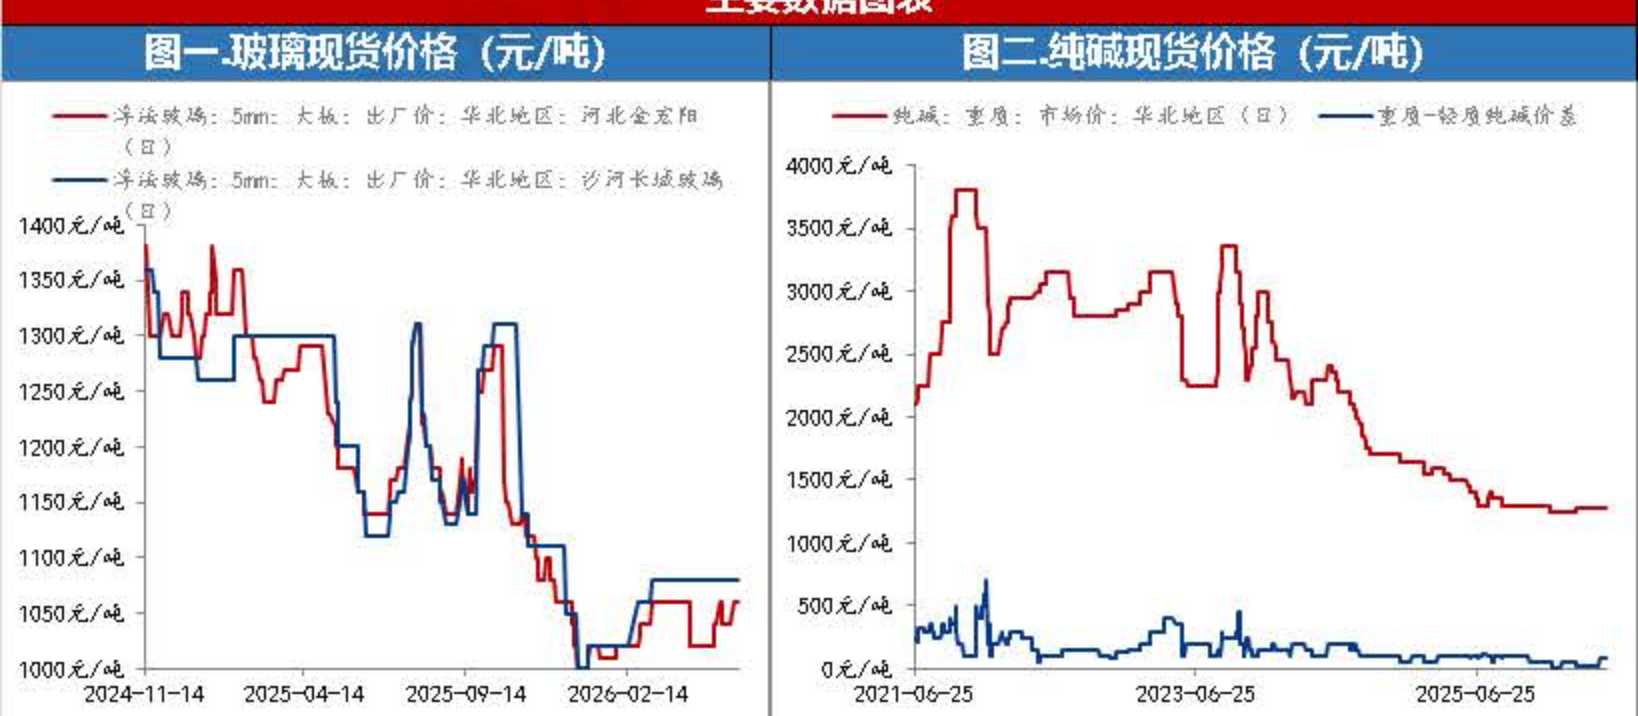 主要数据图表
图一.玻璃现货价格（元/吨）
浮法玻璃：5mm：大板：出厂价：华北地区：河北金宏阳
（日）
浮法玻璃：5mm：大板：出厂价：华北地区：沙河长城玻璃
（日）
1400元/吨
1350元/吨
1300元/吨
1250元/吨
1200元/吨
1150元/吨
1100元/吨
1050元/吨
1000元/吨
2024-11-14 2025-04-14 2025-09-14 2026-02-14
图二.纯碱现货价格（元/吨）
纯碱：重质：市场价：华北地区（日） 重质-轻质纯碱价差
4000元/吨
3500元/吨
3000元/吨
2500元/吨
2000元/吨
1500元/吨
1000元/吨
500元/吨
0元/吨
2021-06-25 2023-06-25 2025-06-25